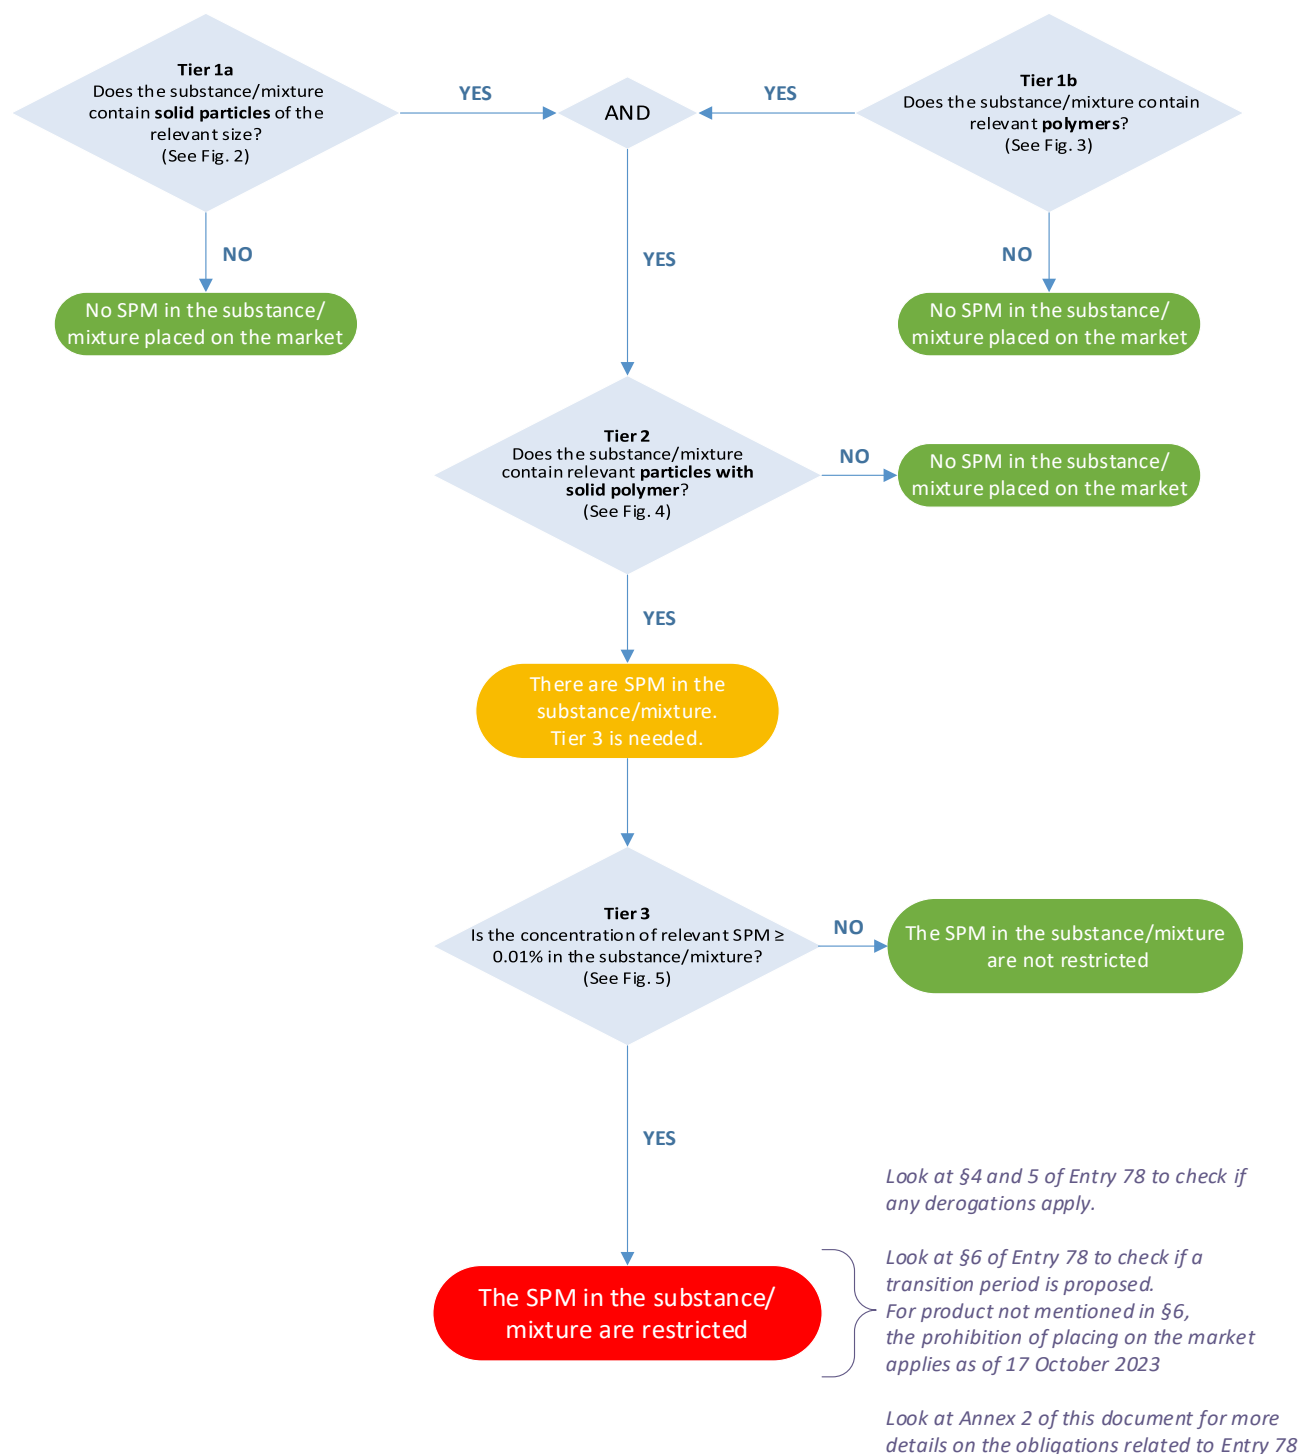 Tier 1a
Does the substance/mixture
contain solid particles of the
relevant size?
(See Fig. 2)
YES
AND
YES
Tier 1b
Does the substance/mixture contain
relevant polymers?
(See Fig. 3)
NO
YES
NO
No SPM in the substance/
mixture placed on the market
No SPM in the substance/
mixture placed on the market
Tier 2
Does the substance/mixture
contain relevant particles with
solid polymer?
(See Fig. 4)
NO
No SPM in the substance/
mixture placed on the market
YES
There are SPM in the
substance/mixture.
Tier 3 is needed.
Tier 3
Is the concentration of relevant SPM ≥
0.01% in the substance/mixture?
(See Fig. 5)
NO
The SPM in the substance/mixture
are not restricted
YES
The SPM in the substance/
mixture are restricted
Look at §4 and 5 of Entry 78 to check if
any derogations apply.
Look at §6 of Entry 78 to check if a
transition period is proposed.
For product not mentioned in §6,
the prohibition of placing on the market
applies as of 17 October 2023
Look at Annex 2 of this document for more
details on the obligations related to Entry 78